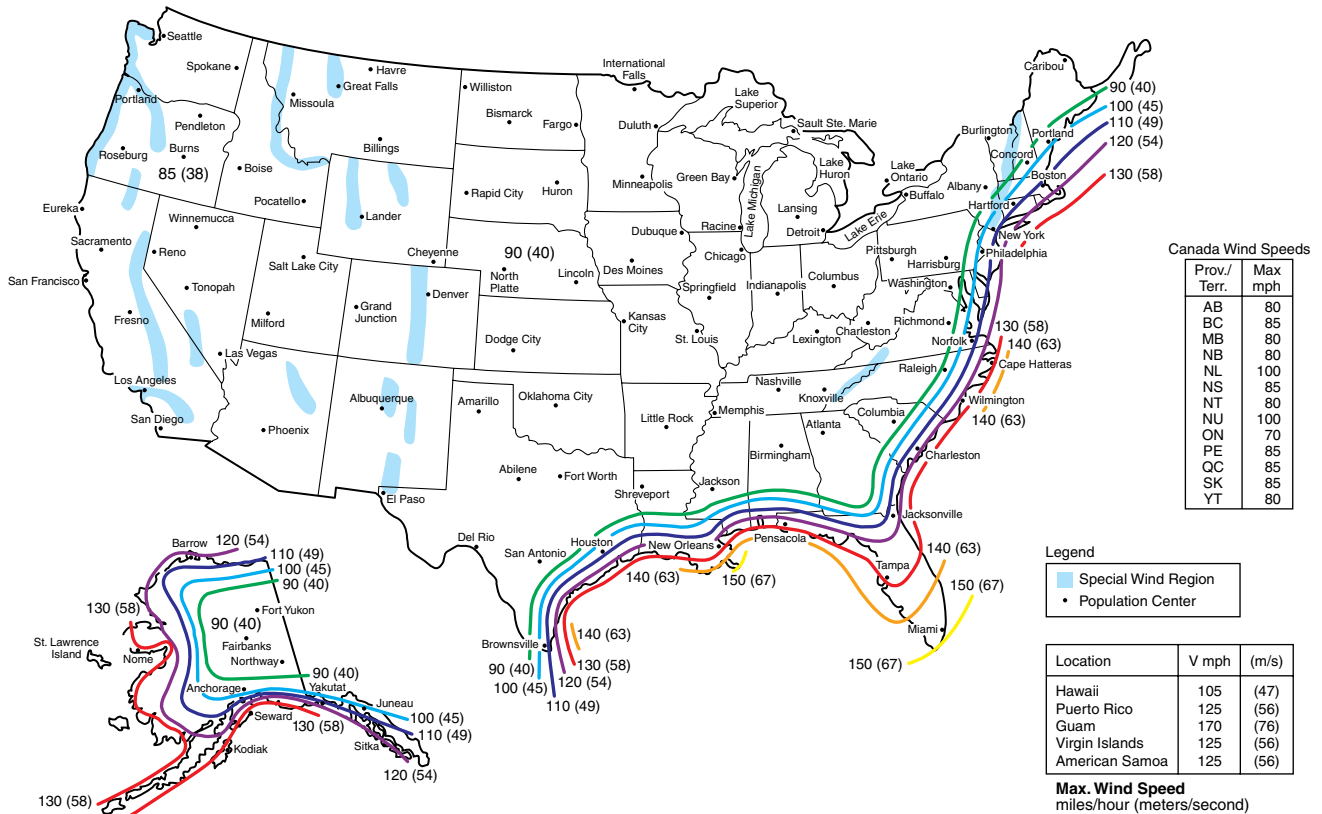 Seattle
Spokane
Portland
Pendleton
Roseburg
Burns
85 (38)
Boise
Pocatello
Eureka
Winnemucca
Sacramento
Reno
San Francisco
Tonopah
Fresno
Las Vegas
Los Angeles
San Diego
Salt Lake City
Milford
Phoenix
Havre
Great Falls
Missoula
Billings
Lander
Cheyenne
Denver
Grand
Junction
Albuquerque
El Paso
Williston
Bismarck
Fargo
Rapid City
Huron
90 (40)
North
Platte
Lincoln
Dodge City
Amarillo
Oklahoma City
Abilene
Fort Worth
Del Rio
San Antonio
Houston
Brownsville
International
Falls
Duluth
Minneapolis
Green Bay
Dubuque
Racine
Des Moines
Chicago
Springfield
Kansas
City
St. Louis
Little Rock
Memphis
Shreveport
Jackson
New Orleans
Lake
Superior
Sault Ste. Marie
Lake Michigan
Lake
Huron
Lansing
Detroit
Lake Erie
Lake
Ontario
Buffalo
Indianapolis
Columbus
Lexington
Charleston
Nashville
Knoxville
Birmingham
Atlanta
Columbia
Pensacola
Pittsburgh
Harrisburg
Washington
Richmond
Norfolk
Raleigh
Cape Hatteras
Wilmington
Charleston
Jacksonville
Tampa
Miami
Caribou
Burlington
Portland
Concord
Boston
Albany
Hartford
New York
Philadelphia
90 (40)
100 (45)
110 (49)
120 (54)
130 (58)
130 (58)
140 (63)
140 (63)
140 (63)
150 (67)
150 (67)
140 (63)
150 (67)
140 (63)
130 (58)
120 (54)
110 (49)
90 (40)
100 (45)
Barrow
120 (54)
110 (49)
100 (45)
90 (40)
130 (58)
Fort Yukon
90 (40)
Fairbanks
Northway
St. Lawrence
Island
Nome
90 (40)
Anchorage
Yakutat
Juneau
Seward
130 (58)
100 (45)
110 (49)
Sitka
Kodiak
120 (54)
130 (58)
Canada Wind Speeds
Prov./ Max
Terr. mph
AB 80
BC 85
MB 80
NB 80
NL 100
NS 85
NT 80
NU 100
ON 70
PE 85
QC 85
SK 85
YT 80
Legend
Special Wind Region
Population Center
Location V mph (m/s)
Hawaii 105 (47)
Puerto Rico 125 (56)
Guam 170 (76)
Virgin Islands 125 (56)
American Samoa 125 (56)
Max. Wind Speed
miles/hour (meters/second)